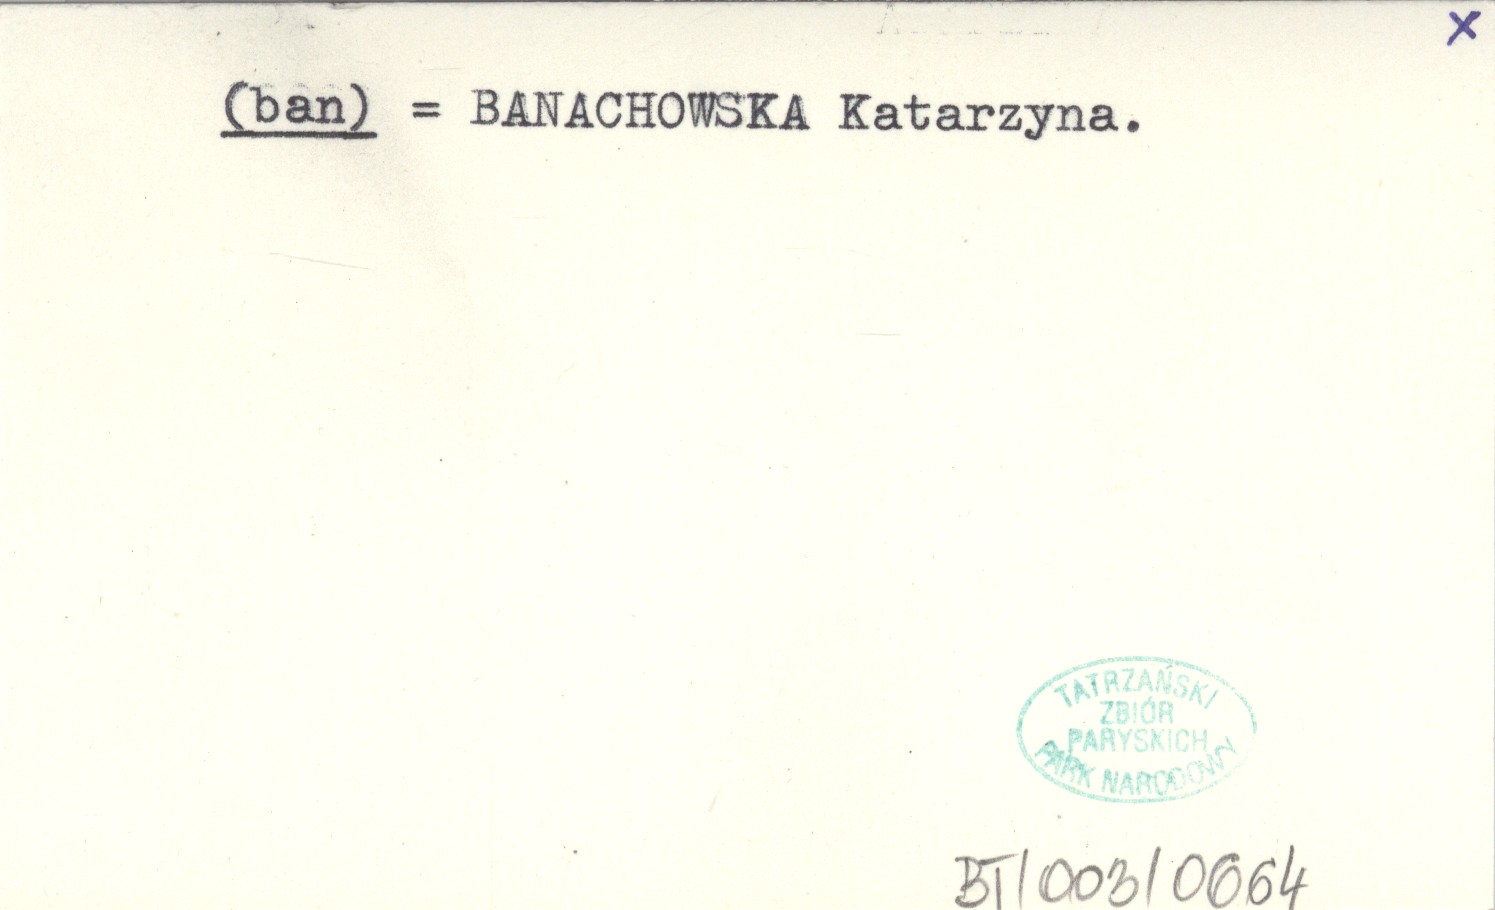 x
(ban) = BANACHOWSKA Katarzyna.
TATRZAŃSKI
ZBIÓR
PARYSKICH
PARK NARODOWY
BT/003/0664